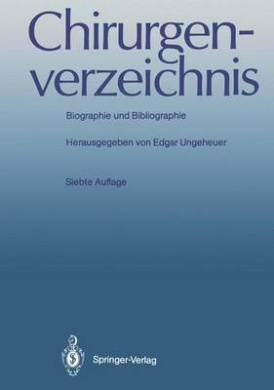 Chirurgen-
verzeichnis
Biographie und Bibliographie
Herausgegeben von Edgar Ungeheuer
Siebte Auflage
Springer-Verlag